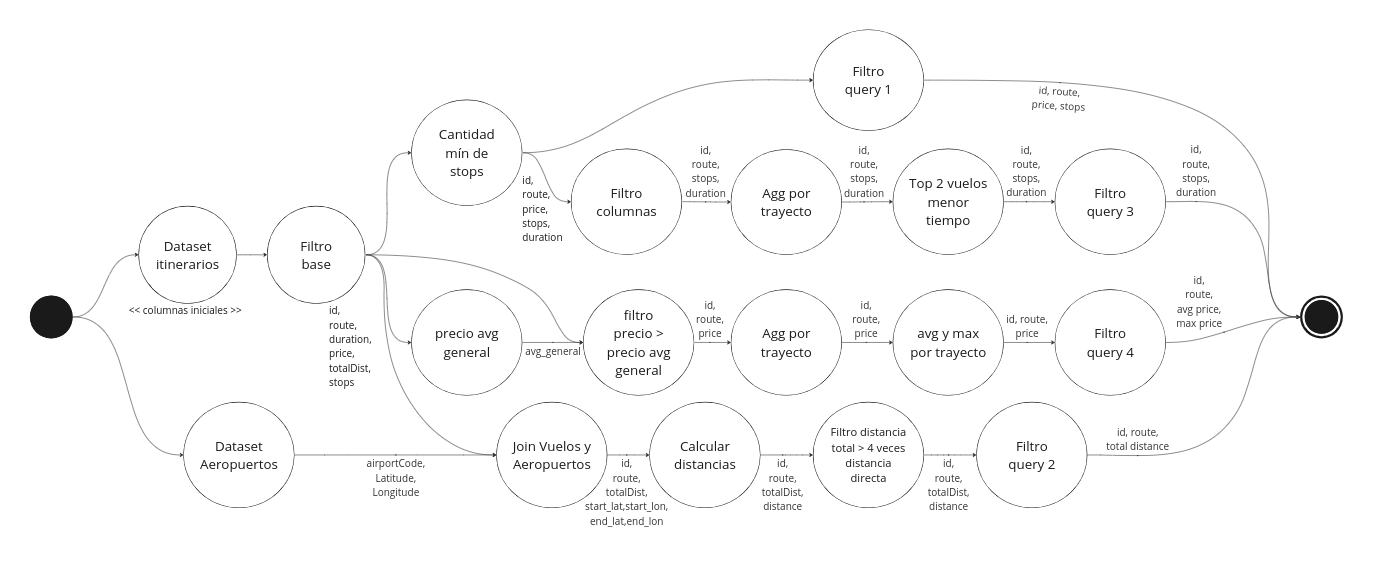 Filtro
query 1
id, route,
price, stops
Cantidad
mín de
stops
id,
route,
price,
stops,
duration
Filtro
columnas
id,
route,
stops,
duration
Agg por
trayecto
id,
route,
stops,
duration
Top 2 vuelos
menor
tiempo
id,
route,
stops,
duration
Filtro
query 3
id,
route,
stops,
duration
Dataset
itinerarios
<< columnas iniciales >>
Filtro
base
id,
route,
duration,
price,
totalDist,
stops
precio avg
general
avg_general
filtro
precio >
precio avg
general
id,
route,
price
Agg por
trayecto
id,
route,
price
avg y max
por trayecto
id, route,
price
Filtro
query 4
id,
route,
avg price,
max price
Dataset
Aeropuertos
airportCode,
Latitude,
Longitude
Join Vuelos y
Aeropuertos
id,
route,
totalDist,
start_lat,start_lon,
end_lat,end_lon
Calcular
distancias
id,
route,
totalDist,
distance
Filtro distancia
total > 4 veces
distancia
directa
id,
route,
totalDist,
distance
Filtro
query 2
id, route,
total distance